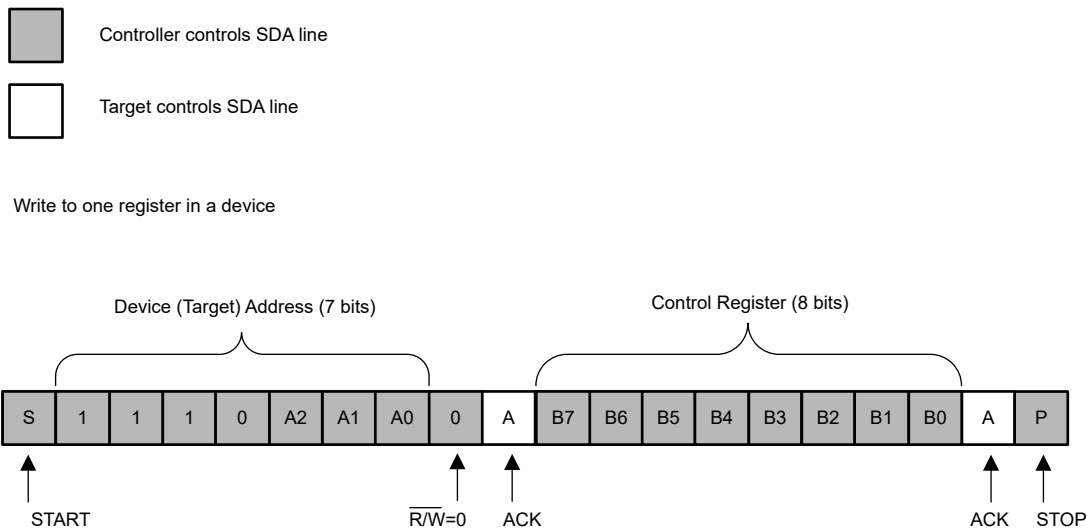 Controller controls SDA line
Target controls SDA line
Write to one register in a device
Device (Target) Address (7 bits)
Control Register (8 bits)
S 1 1 1 0 A2 A1 A0 0 A B7 B6 B5 B4 B3 B2 B1 B0 A P
START R/W=0 ACK ACK STOP